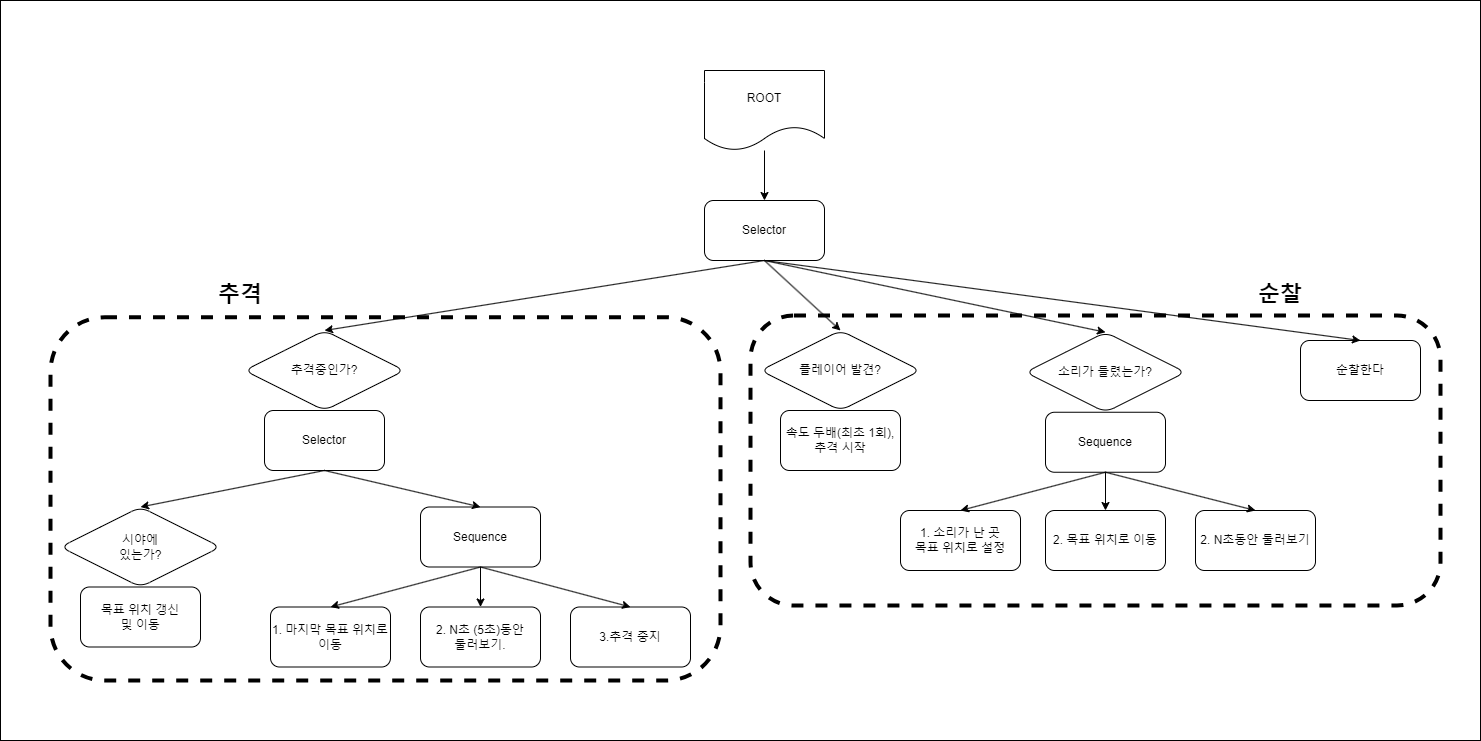 ROOT
Selector
추격
순찰
추격중인가?
Selector
시야에
있는가?
목표 위치 갱신
및 이동
Sequence
1. 마지막 목표 위치로
이동
2. N초 (5초)동안
둘러보기.
3.추격 중지
플레이어 발견?
속도 두배(최초 1회),
추격 시작
소리가 들렸는가?
Sequence
1. 소리가 난 곳
목표 위치로 설정
2. 목표 위치로 이동
2. N초동안 둘러보기
순찰한다